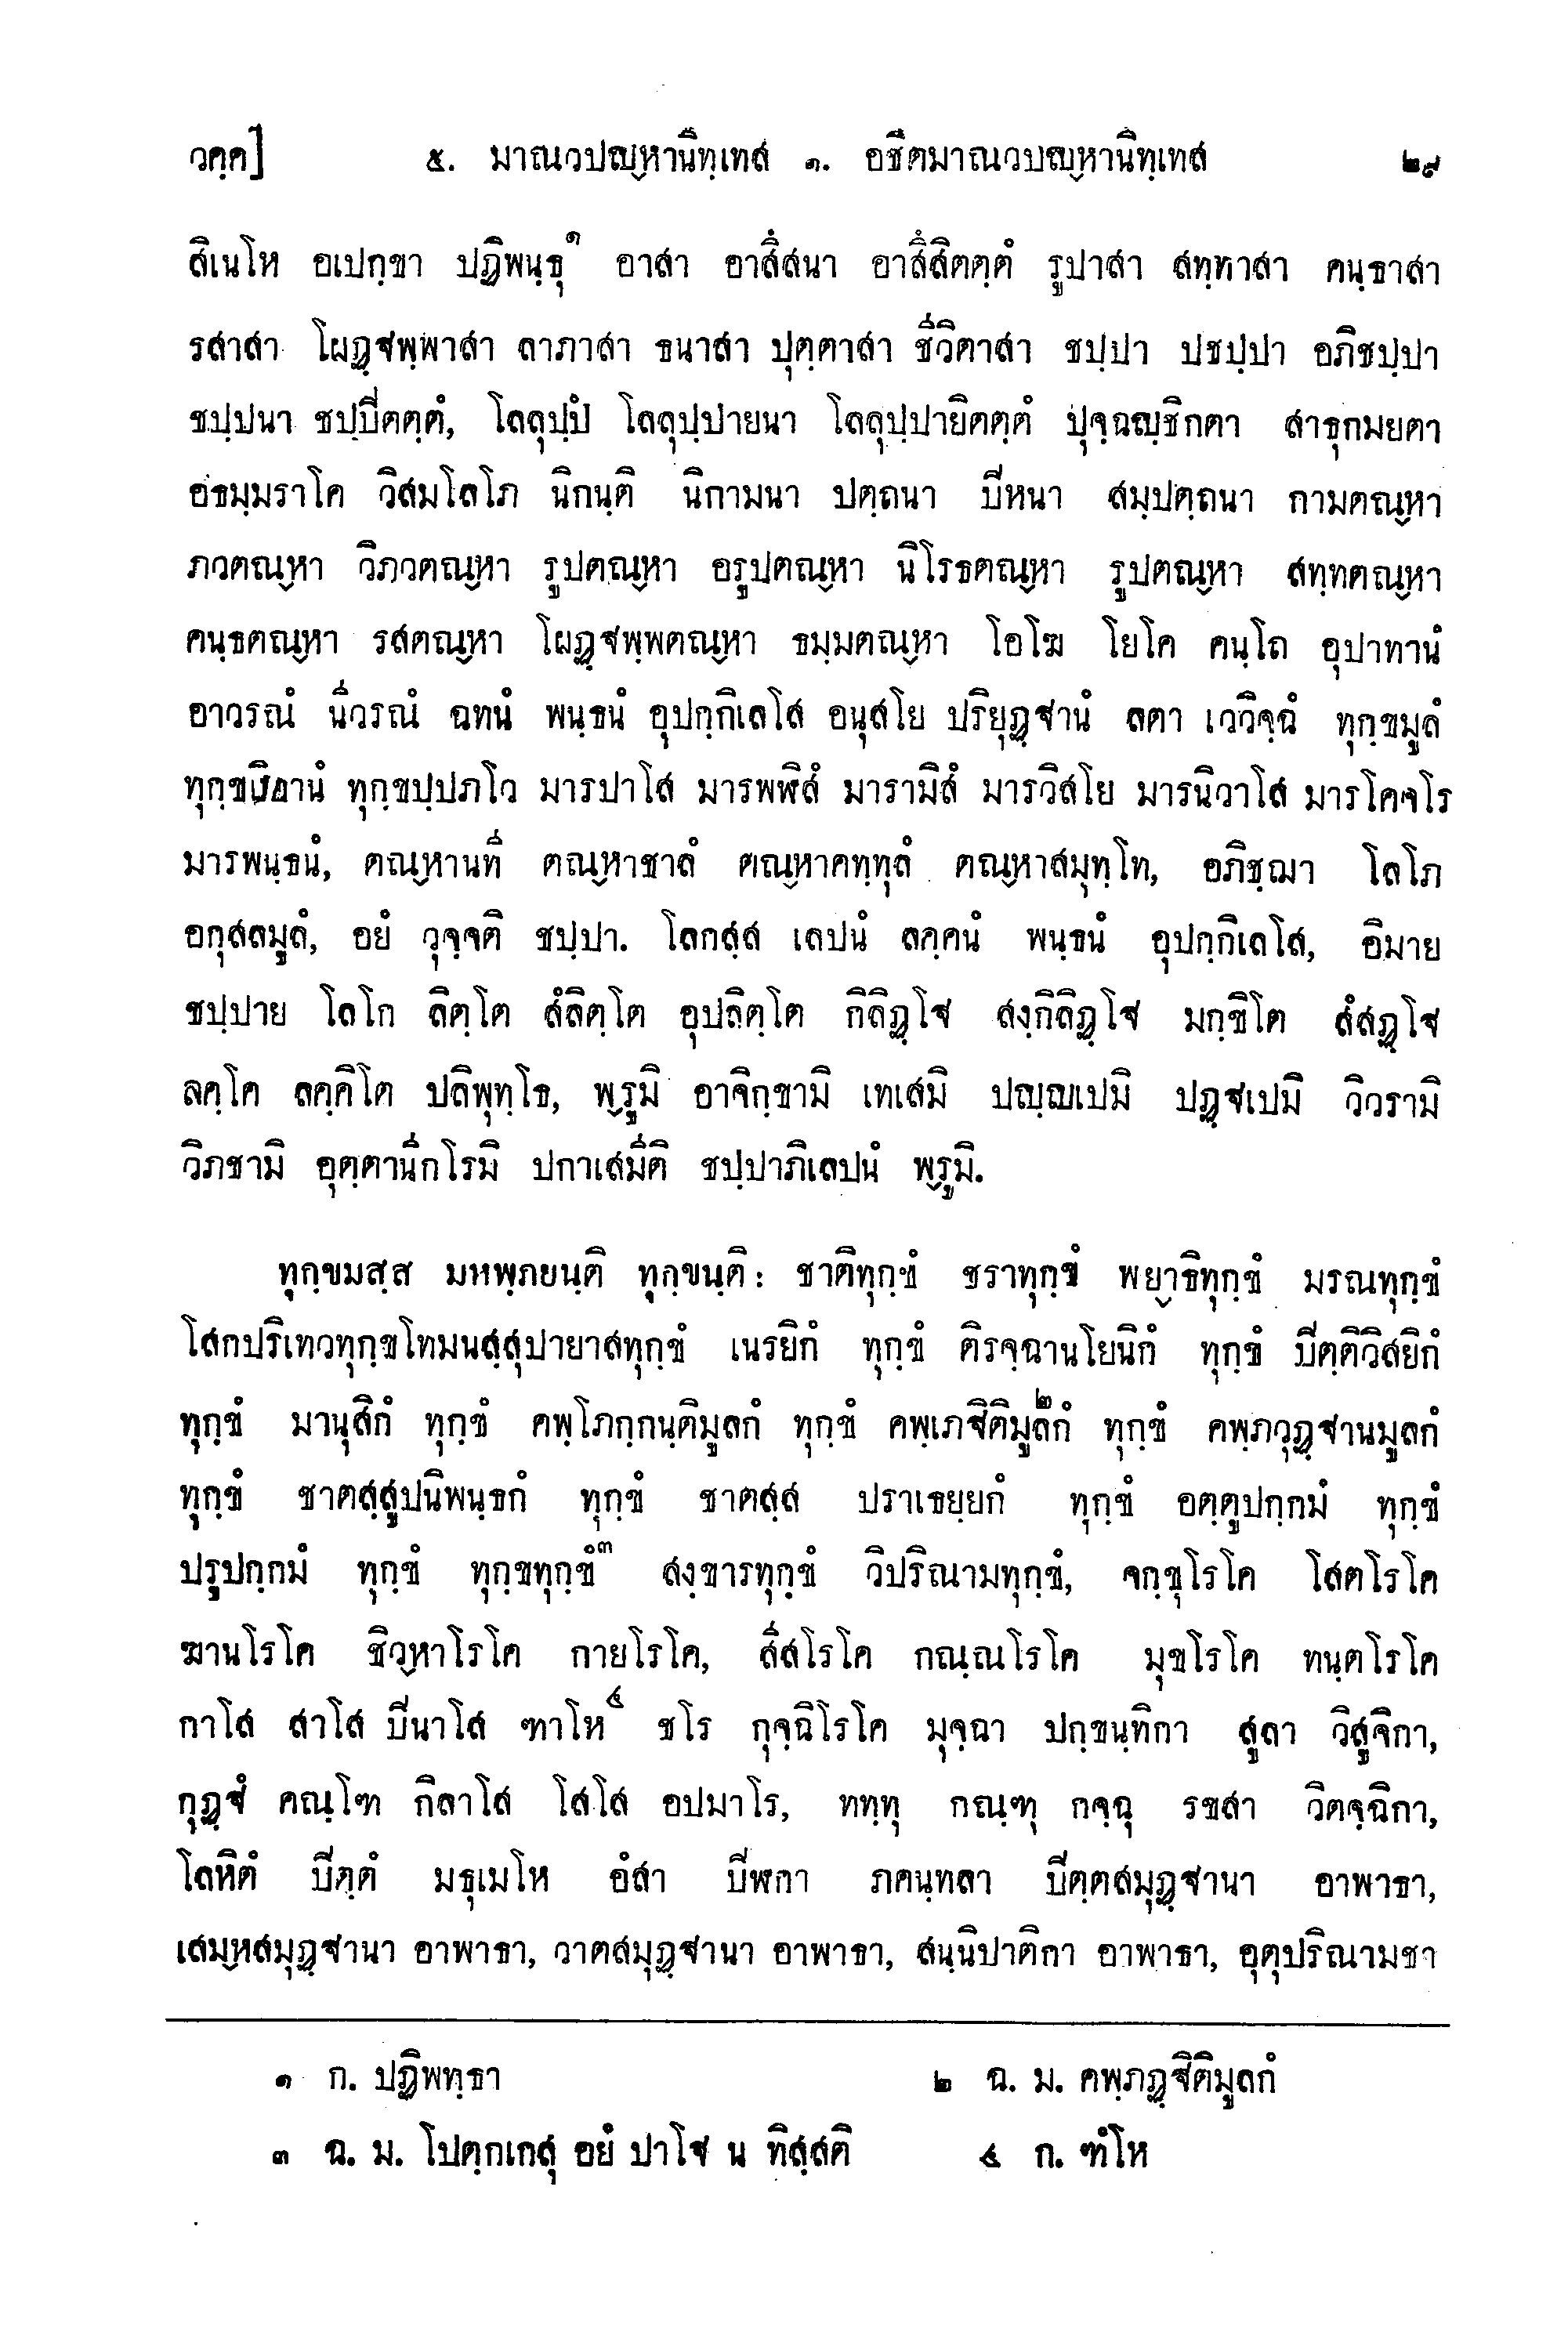 วคฺค]	๕. มาณวปญฺหานิทฺเทส ๑. อชิตมาณวปญฺหานิทฺเทส	๒๙
สิเนโห อเปกฺขา ปฏิพนฺธุ๑ อาสา อาสึสนา อาสึสิตตฺตํ รูปาสา สทฺทาสา คนฺธาสา
รสาสา โผฏฺฐพฺพาสา ลาภาสา ธนาสา ปุตฺตาสา ชีวิตาสา ชปฺปา ปชปฺปา อภิชปฺปา
ชปฺปนา ชปฺปิตตฺตํ, โลลุปฺปํ โลลุปฺปายนา โลลุปฺปายิตตฺตํ ปุจฺฉญฺชิกตา สาธุกมยตา
อธมฺมราโค วิสมโลโภ นิกนฺติ นิกามนา ปตฺถนา ปิหนา สมฺปตฺถนา กามตณฺหา
ภวตณฺหา วิภวตณฺหา รูปตณฺหา อรูปตณฺหา นิโรธตณฺหา รูปตณฺหา สทฺทตณฺหา
คนฺธตณฺหา รสตณฺหา โผฏฺฐพฺพตณฺหา ธมฺมตณฺหา โอโฆ โยโค คนฺโถ อุปาทานํ
อาวรณํ นีวรณํ ฉทนํ พนฺธนํ อุปกฺกิเลโส อนุสโย ปริยุฏฺฐานํ ลตา เววิจฺฉํ ทุกฺขมูลํ
ทุกฺขนิทานํ ทุกฺขปฺปภโว มารปาโส มารพฬิสํ มารามิสํ มารวิสโย มารนิวาโส มารโคจโร
มารพนฺธนํ, ตณฺหานที ตณฺหาชาลํ ตณฺหาคทฺทุลํ ตณฺหาสมุทฺโท, อภิชฺฌา โลโภ
อกุสลมูลํ, อยํ วุจฺจติ ชปฺปา. โลกสฺส เลปนํ ลคฺคนํ พนฺธนํ อุปกฺกิเลโส, อิมาย
ชปฺปาย โลโก ลิตฺโต สํลิตฺโต อุปลิตฺโต กิลิฏฺโฐ สงฺกิลิฏฺโฐ มกฺขิโต สํสฏฺโฐ
ลคฺโค ลคฺคิโต ปลิพุทฺโธ, พฺรูมิ อาจิกฺขามิ เทเสมิ ปญฺญเปมิ ปฏฺฐเปมิ วิวรามิ
วิภชามิ อุตฺตานีกโรมิ ปกาเสมีติ ชปฺปาภิเลปนํ พฺรูมิ.
ทุกฺขมสฺส มหพฺภยนฺติ ทุกฺขนฺติ: ชาติทุกฺขํ ชราทุกฺขํ พฺยาธิทุกฺขํ มรณทุกฺขํ
โสกปริเทวทุกฺขโทมนสฺสุปายาสทุกฺขํ เนรยิกํ ทุกฺขํ ติรจฺฉานโยนิกํ ทุกฺขํ ปิตฺติวิสยิกํ
ทุกฺขํ มานุสิกํ ทุกฺขํ คพฺโภกฺกนฺติมูลกํ ทุกฺขํ คพฺเภฐิติมูลกํ๒ ทุกฺขํ คพฺภวุฏฺฐานมูลกํ
ทุกฺขํ ชาตสฺสูปนิพนฺธกํ ทุกฺขํ ชาตสฺส ปราเธยฺยกํ ทุกฺขํ อตฺตูปกฺกมํ ทุกฺขํ
ปรูปกฺกมํ ทุกฺขํ ทุกฺขทุกฺขํ๓ สงฺขารทุกฺขํ วิปริณามทุกฺขํ, จกฺขุโรโค โสตโรโค
ฆานโรโค ชิวฺหาโรโค กายโรโค, สีสโรโค กณฺณโรโค มุขโรโค ทนฺตโรโค
กาโส สาโส ปินาโส ฑาโห๔ ชโร กุจฺฉิโรโค มุจฺฉา ปกฺขนฺทิกา สูลา วิสูจิกา,
กุฏฺฐํ คณฺโฑ กิลาโส โสโส อปมาโร, ททฺทุ กณฺฑุ กจฺฉุ รขสา วิตจฺฉิกา,
โลหิตํ ปิตฺตํ มธุเมโห อํสา ปิฬกา ภคนฺทลา ปิตฺตสมุฏฺฐานา อาพาธา,
เสมฺหสมุฏฺฐานา อาพาธา, วาตสมุฏฺฐานา อาพาธา, สนฺนิปาติกา อาพาธา, อุตุปริณามชา
๑ ก. ปฏิพทฺธา	๒ ฉ. ม. คพฺภฏฺฐิติมูลกํ
๓ ฉ. ม. โปตฺถเกสุ อยํ ปาโฐ น ทิสฺสติ	๔ ก. ฑํโห